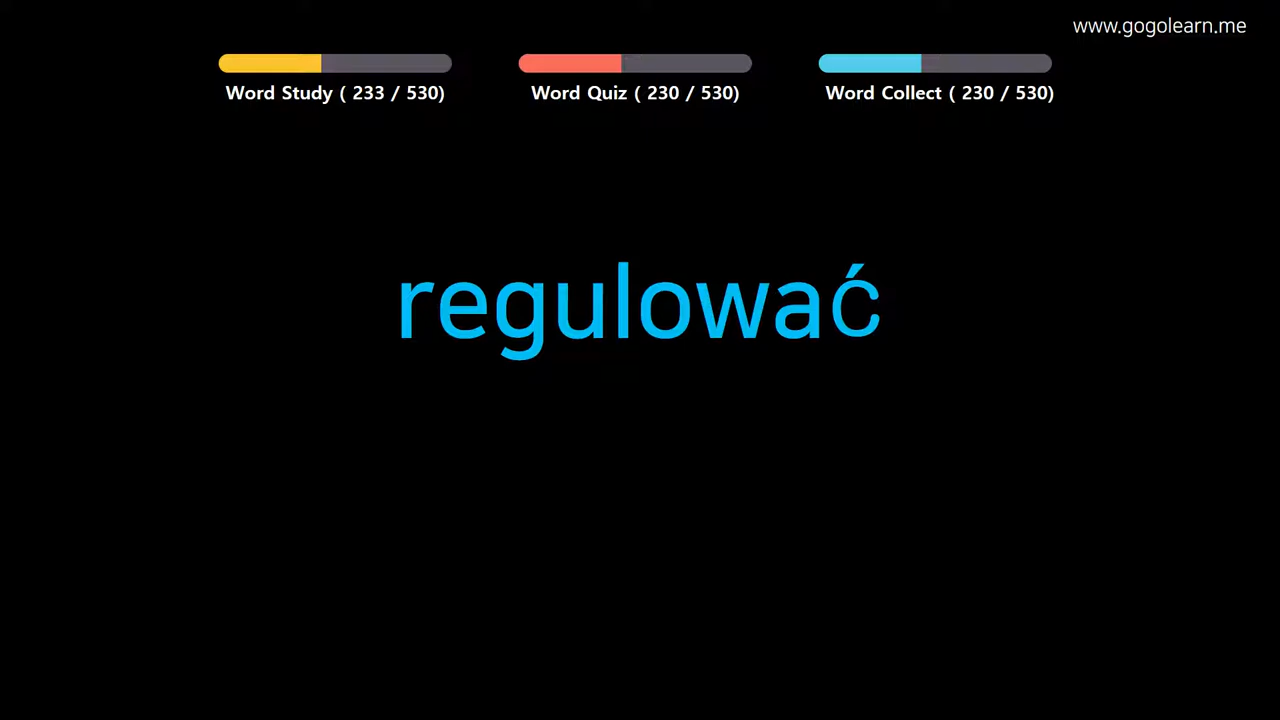 www.gogolearn.me
Word Study ( 233 / 530)
Word Quiz ( 230 / 530)
Word Collect ( 230 / 530)
regulować